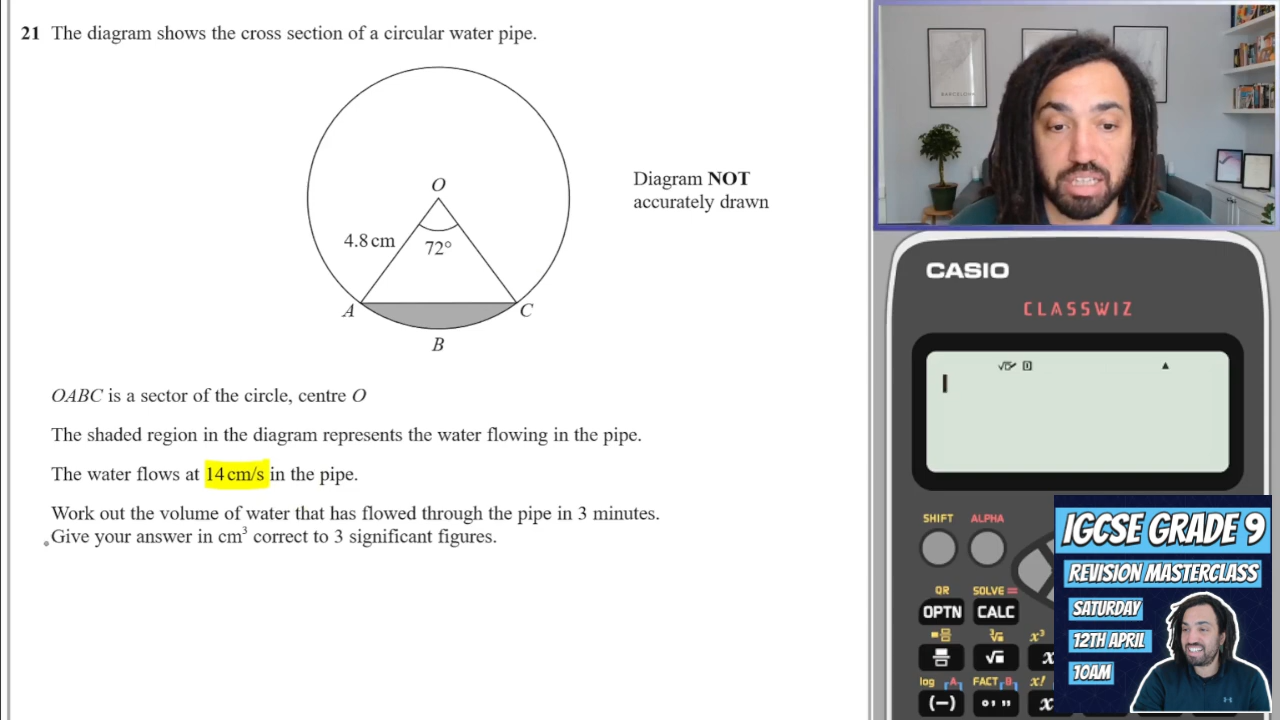 21 The diagram shows the cross section of a circular water pipe.
O
4.8 cm
72°
A
C
B
Diagram NOT
accurately drawn
OABC is a sector of the circle, centre O
The shaded region in the diagram represents the water flowing in the pipe.
The water flows at 14 cm/s in the pipe.
Work out the volume of water that has flowed through the pipe in 3 minutes.
Give your answer in cm³ correct to 3 significant figures.
BARCELONA
CASIO
CLASSWIZ
SHIFT ALPHA
QR SOLVE =
OPTN CALC
x³
x
log A FACT B x!
(−) ° ’ ” x
IGCSE GRADE 9
REVISION MASTERCLASS
SATURDAY
12TH APRIL
10AM